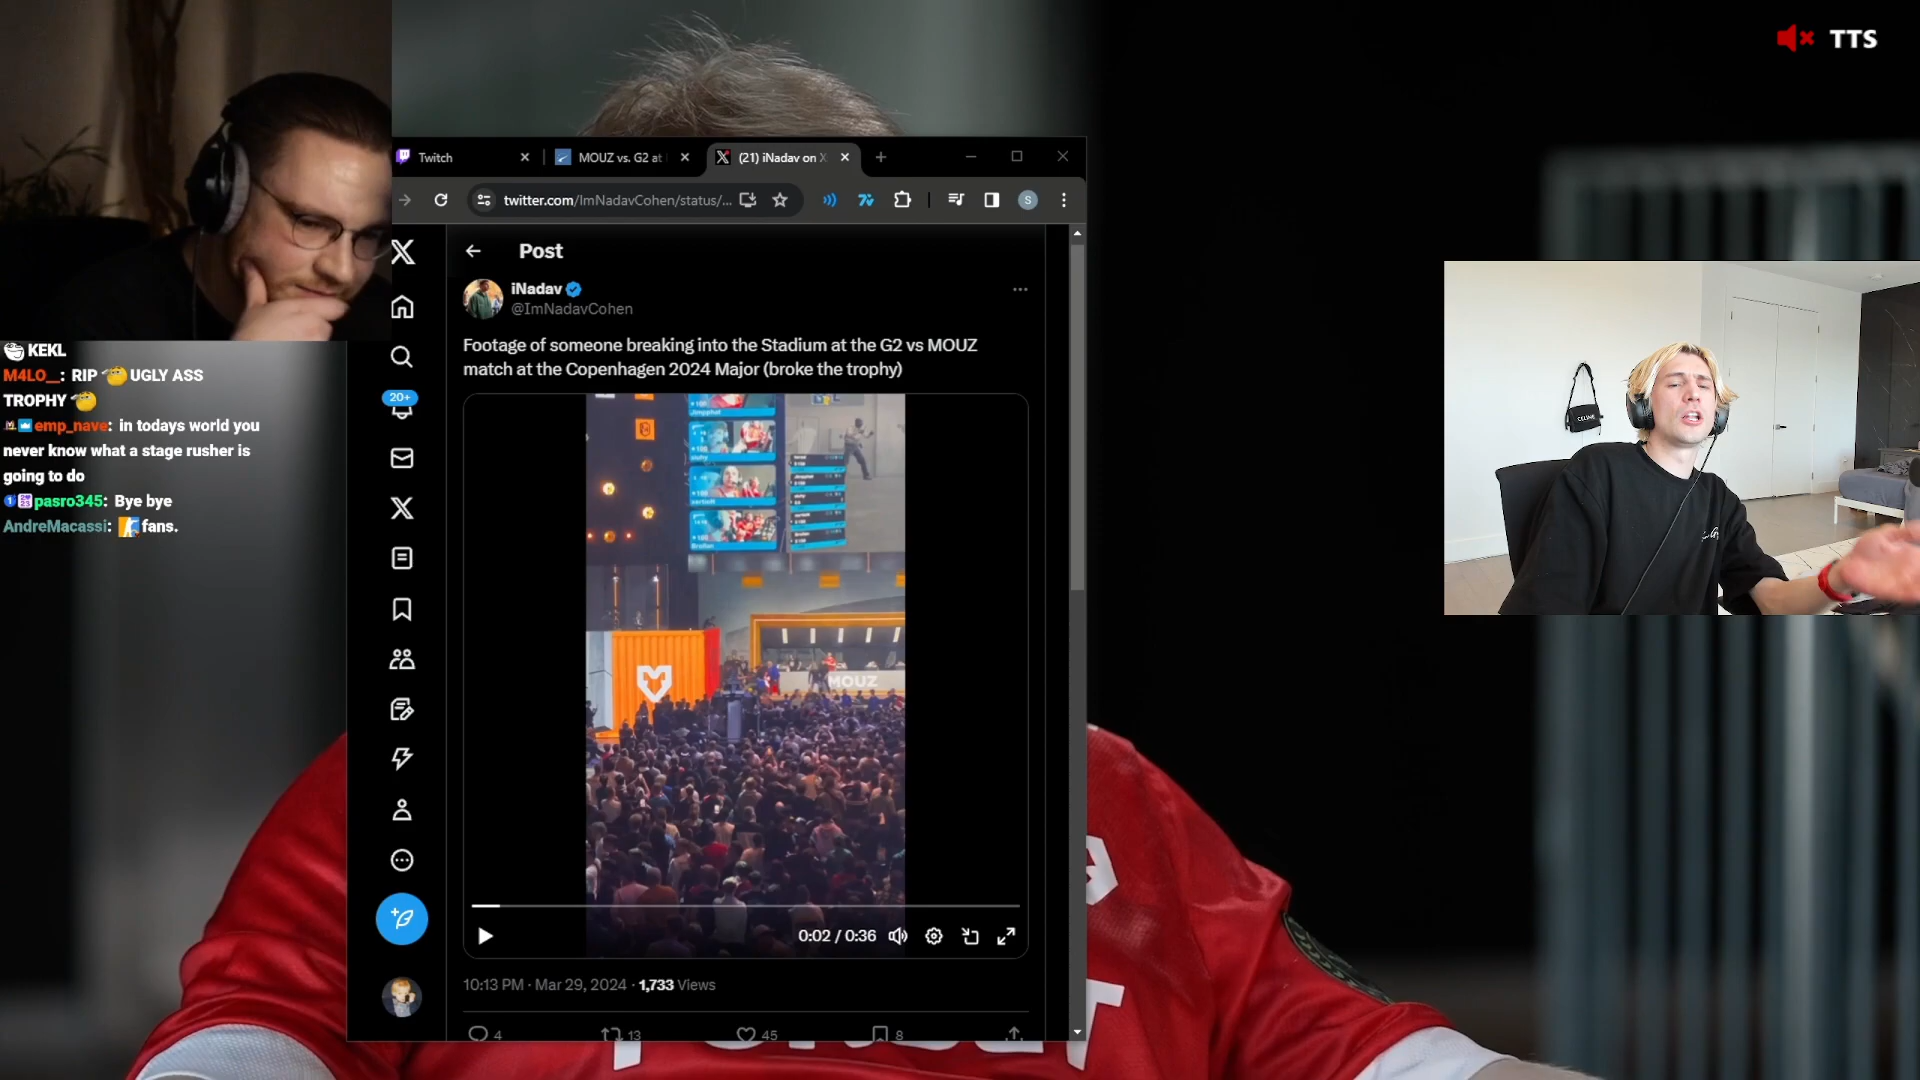 TTS
Twitch
MOUZ vs. G2 at
(21) iNadav on X
twitter.com/ImNadavCohen/status/...
S
Post
iNadav
@ImNadavCohen
Footage of someone breaking into the Stadium at the G2 vs MOUZ
match at the Copenhagen 2024 Major (broke the trophy)
KEKL
M4LO__: RIP UGLY ASS
TROPHY
emp_nave: in todays world you
never know what a stage rusher is
going to do
pasro345: Bye bye
AndreMacassi: fans.
20+
CELINE
MOUZ
0:02 / 0:36
10:13 PM · Mar 29, 2024 · 1,733 Views
4
13
45
8